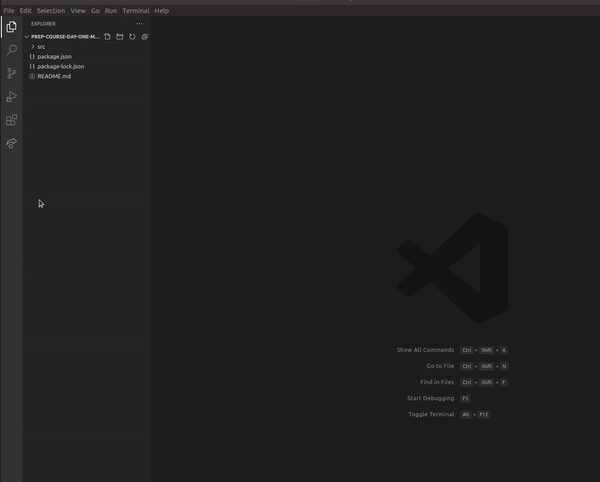 File Edit Selection View Go Run Terminal Help
EXPLORER
PREP-COURSE-DAY-ONE-M...
src
package.json
package-lock.json
README.md
Show All Commands Ctrl + Shift + A
Go to File Ctrl + Shift + N
Find in Files Ctrl + Shift + F
Start Debugging F5
Toggle Terminal Alt + F12